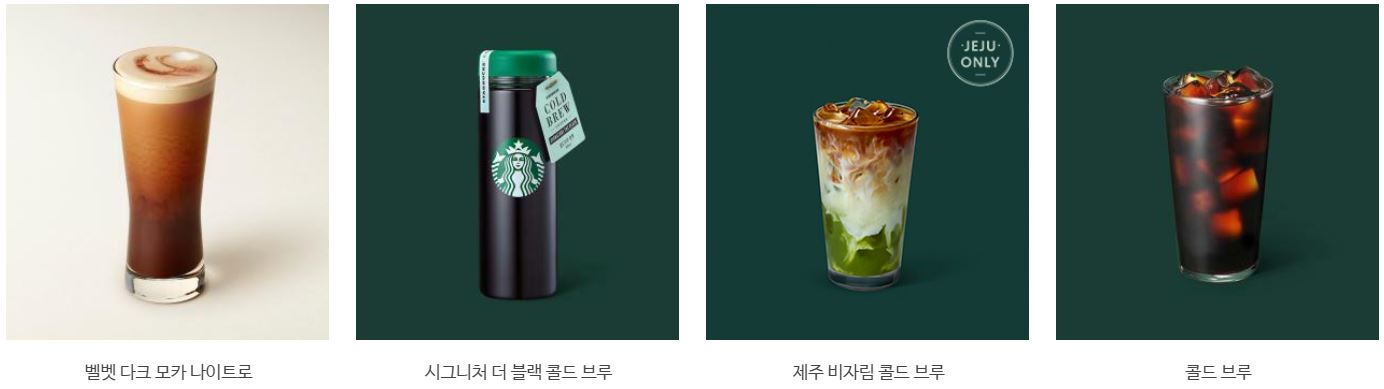 ·JEJU·
ONLY
COLD
BREW
벨벳 다크 모카 나이트로
시그니처 더 블랙 콜드 브루
제주 비자림 콜드 브루
콜드 브루